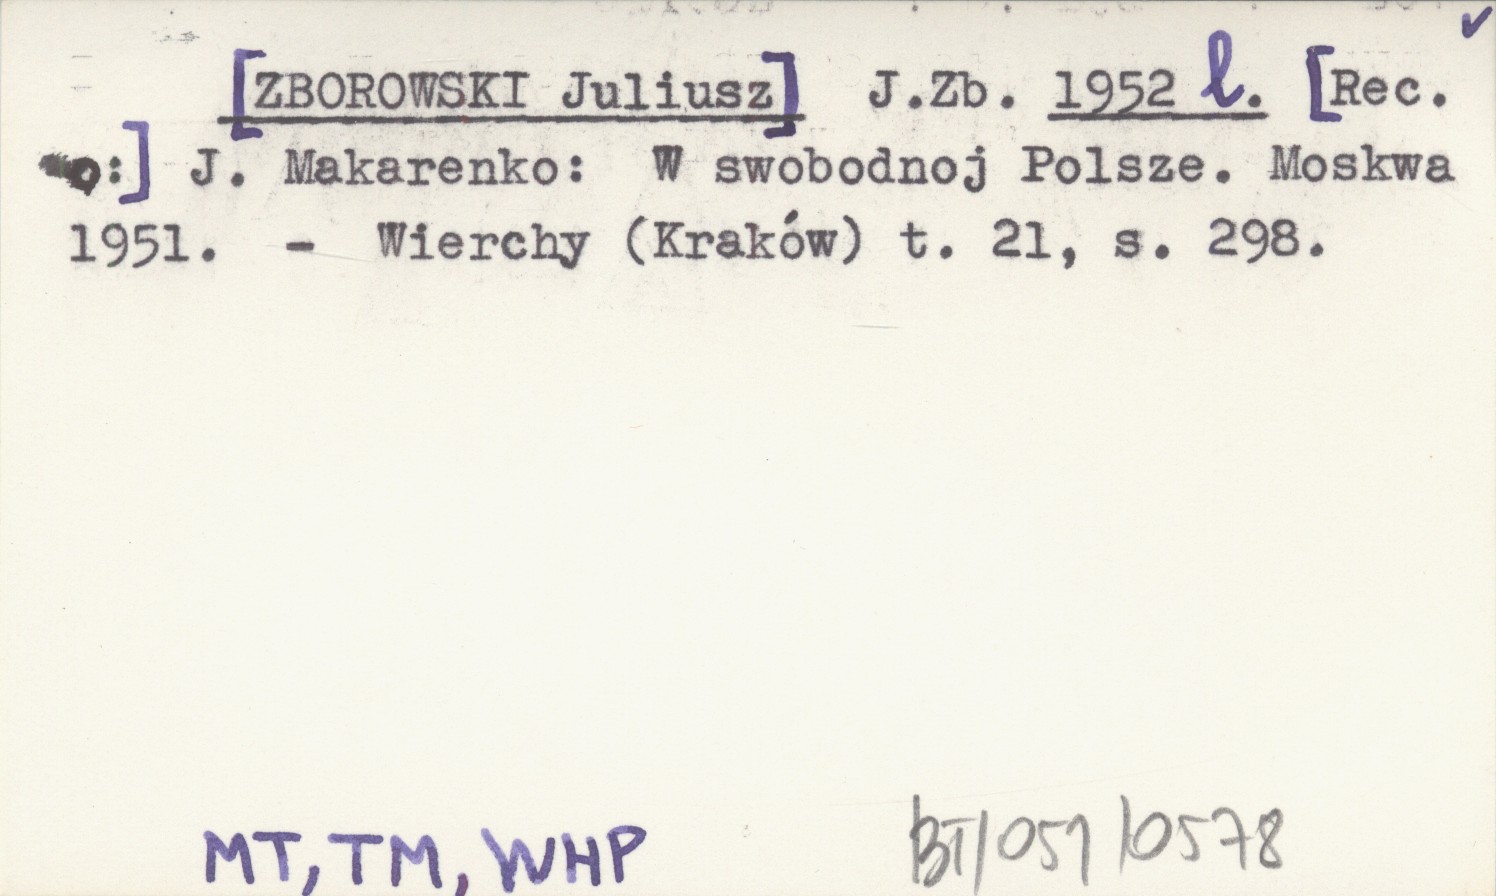 [ZBOROWSKI Juliusz] J.Zb. 1952 l. [Rec.
o:] J. Makarenko: W swobodnoj Polsze. Moskwa
1951. - Wierchy (Kraków) t. 21, s. 298.
MT, TM, WHP
BT/051/0578